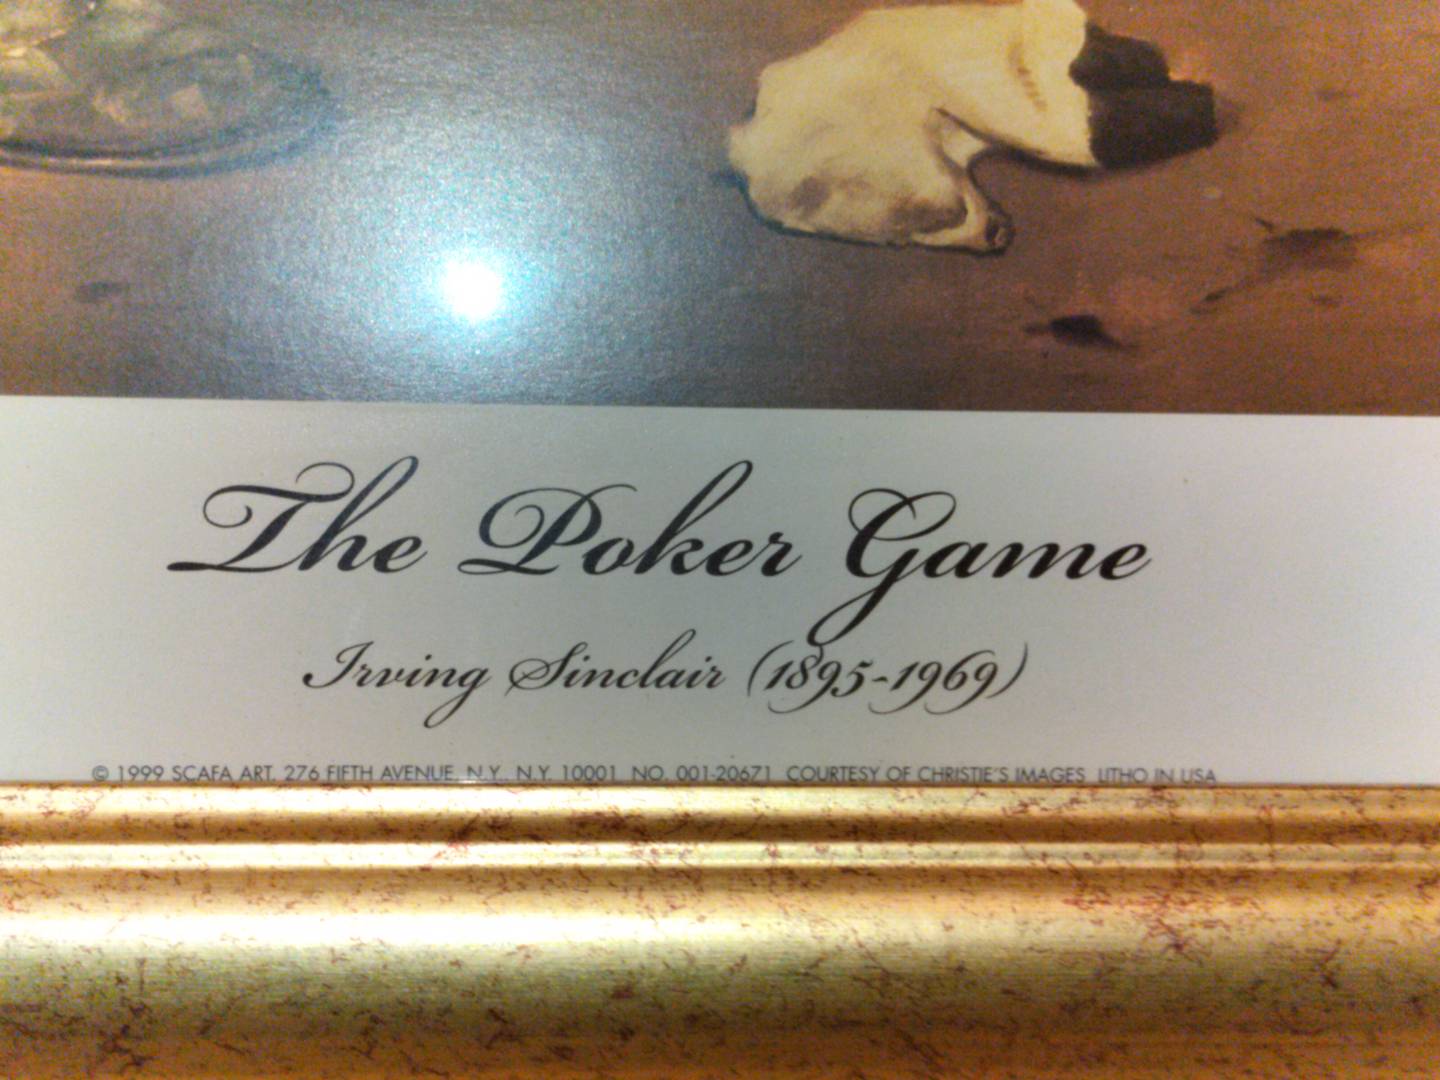 The Poker Game
Irving Sinclair (1895-1969)
© 1999 SCAFA ART, 276 FIFTH AVENUE, N.Y., N.Y. 10001 NO. 001-20671 COURTESY OF CHRISTIE'S IMAGES LITHO IN USA